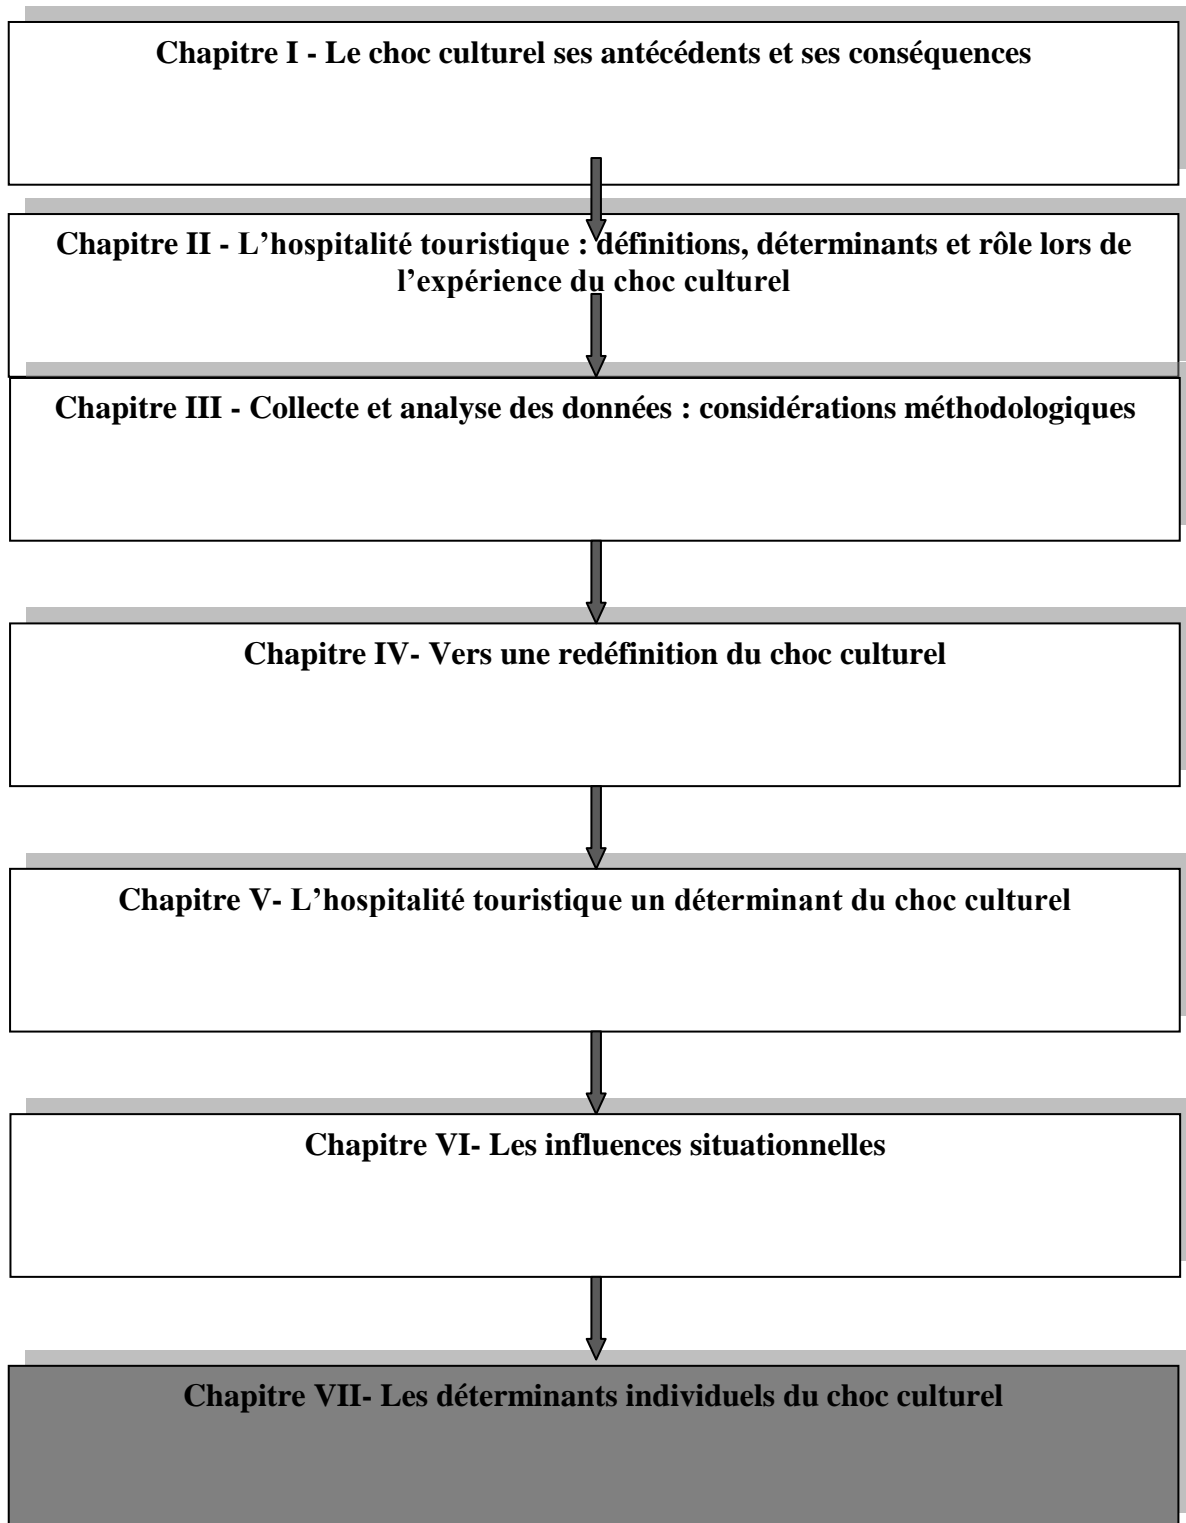 Chapitre I - Le choc culturel ses antécédents et ses conséquences
Chapitre II - L’hospitalité touristique : définitions, déterminants et rôle lors de
l’expérience du choc culturel
Chapitre III - Collecte et analyse des données : considérations méthodologiques
Chapitre IV- Vers une redéfinition du choc culturel
Chapitre V- L’hospitalité touristique un déterminant du choc culturel
Chapitre VI- Les influences situationnelles
Chapitre VII- Les déterminants individuels du choc culturel